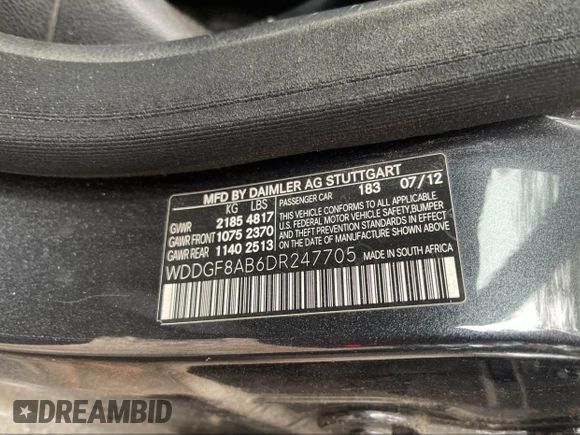 MFD BY DAIMLER AG STUTTGART
KG LBS
PASSENGER CAR 183 07/12
GWR 2185 4817
GAWR FRONT 1075 2370
GAWR REAR 1140 2513
THIS VEHICLE CONFORMS TO ALL APPLICABLE
U.S. FEDERAL MOTOR VEHICLE SAFETY, BUMPER
AND THEFT PREVENTION STANDARDS IN EFFECT
ON THE DATE OF MANUFACTURE SHOWN ABOVE.
WDDGF8AB6DR247705 MADE IN SOUTH AFRICA
DREAMBID